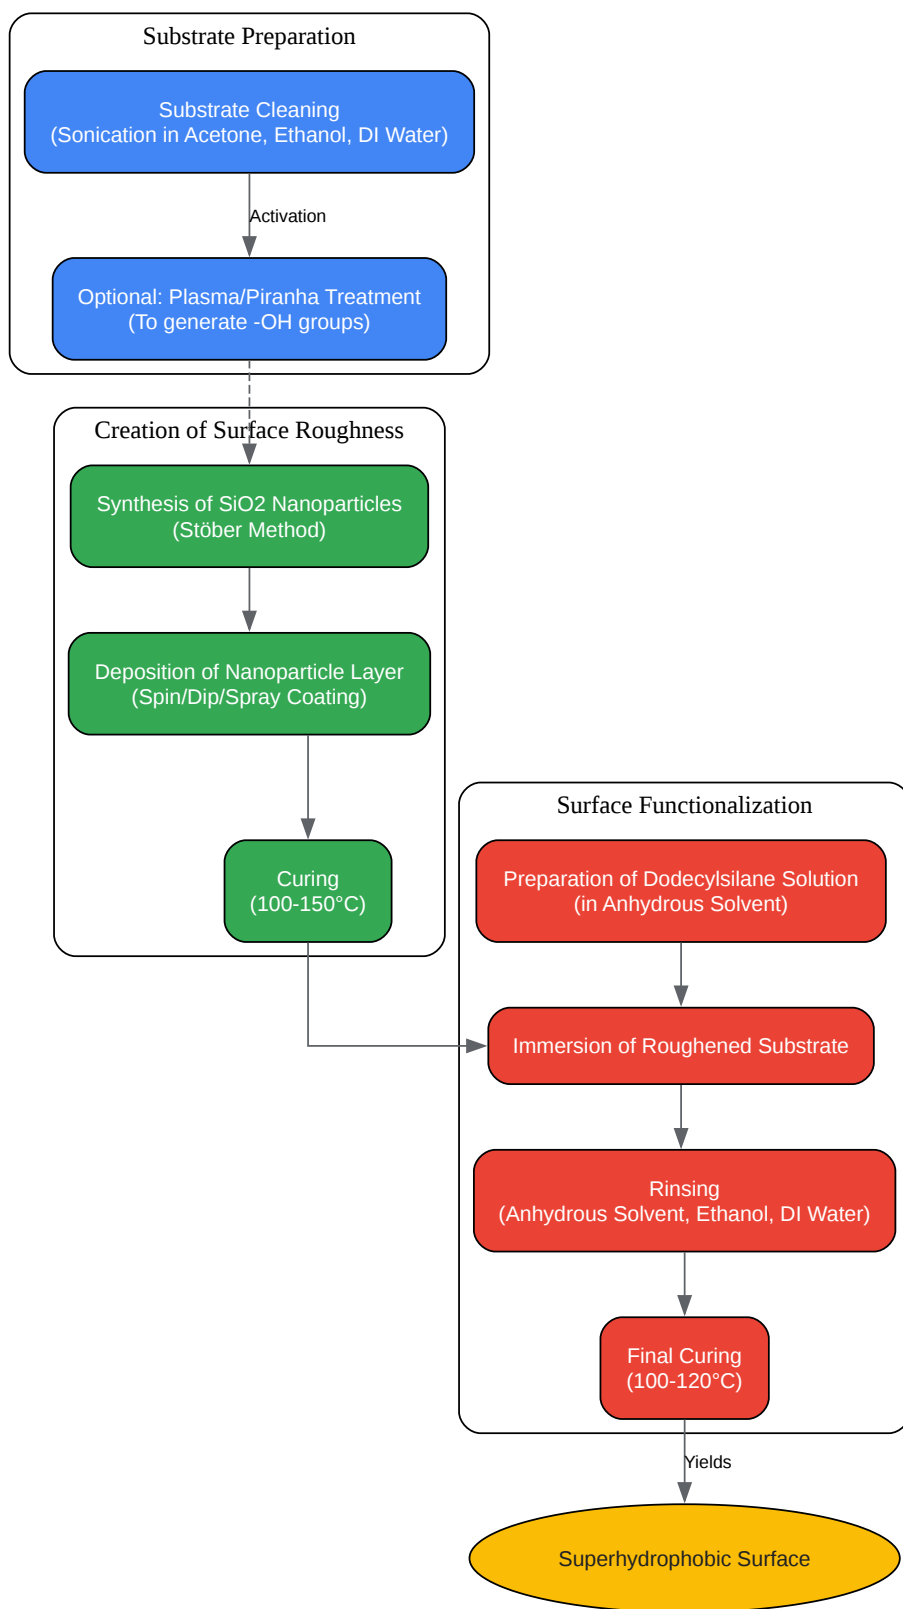 Substrate Preparation
Substrate Cleaning
(Sonication in Acetone, Ethanol, DI Water)
Activation
Optional: Plasma/Piranha Treatment
(To generate -OH groups)
Creation of Surface Roughness
Synthesis of SiO2 Nanoparticles
(Stöber Method)
Deposition of Nanoparticle Layer
(Spin/Dip/Spray Coating)
Curing
(100-150°C)
Surface Functionalization
Preparation of Dodecylsilane Solution
(in Anhydrous Solvent)
Immersion of Roughened Substrate
Rinsing
(Anhydrous Solvent, Ethanol, DI Water)
Final Curing
(100-120°C)
Yields
Superhydrophobic Surface